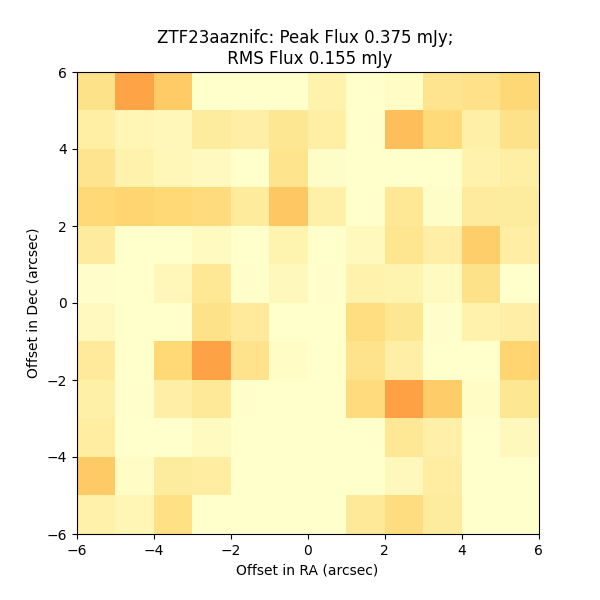 ZTF23aaznifc: Peak Flux 0.375 mJy;
RMS Flux 0.155 mJy
6
4
2
0
−2
−4
−6
Offset in Dec (arcsec)
−6 −4 −2 0 2 4 6
Offset in RA (arcsec)